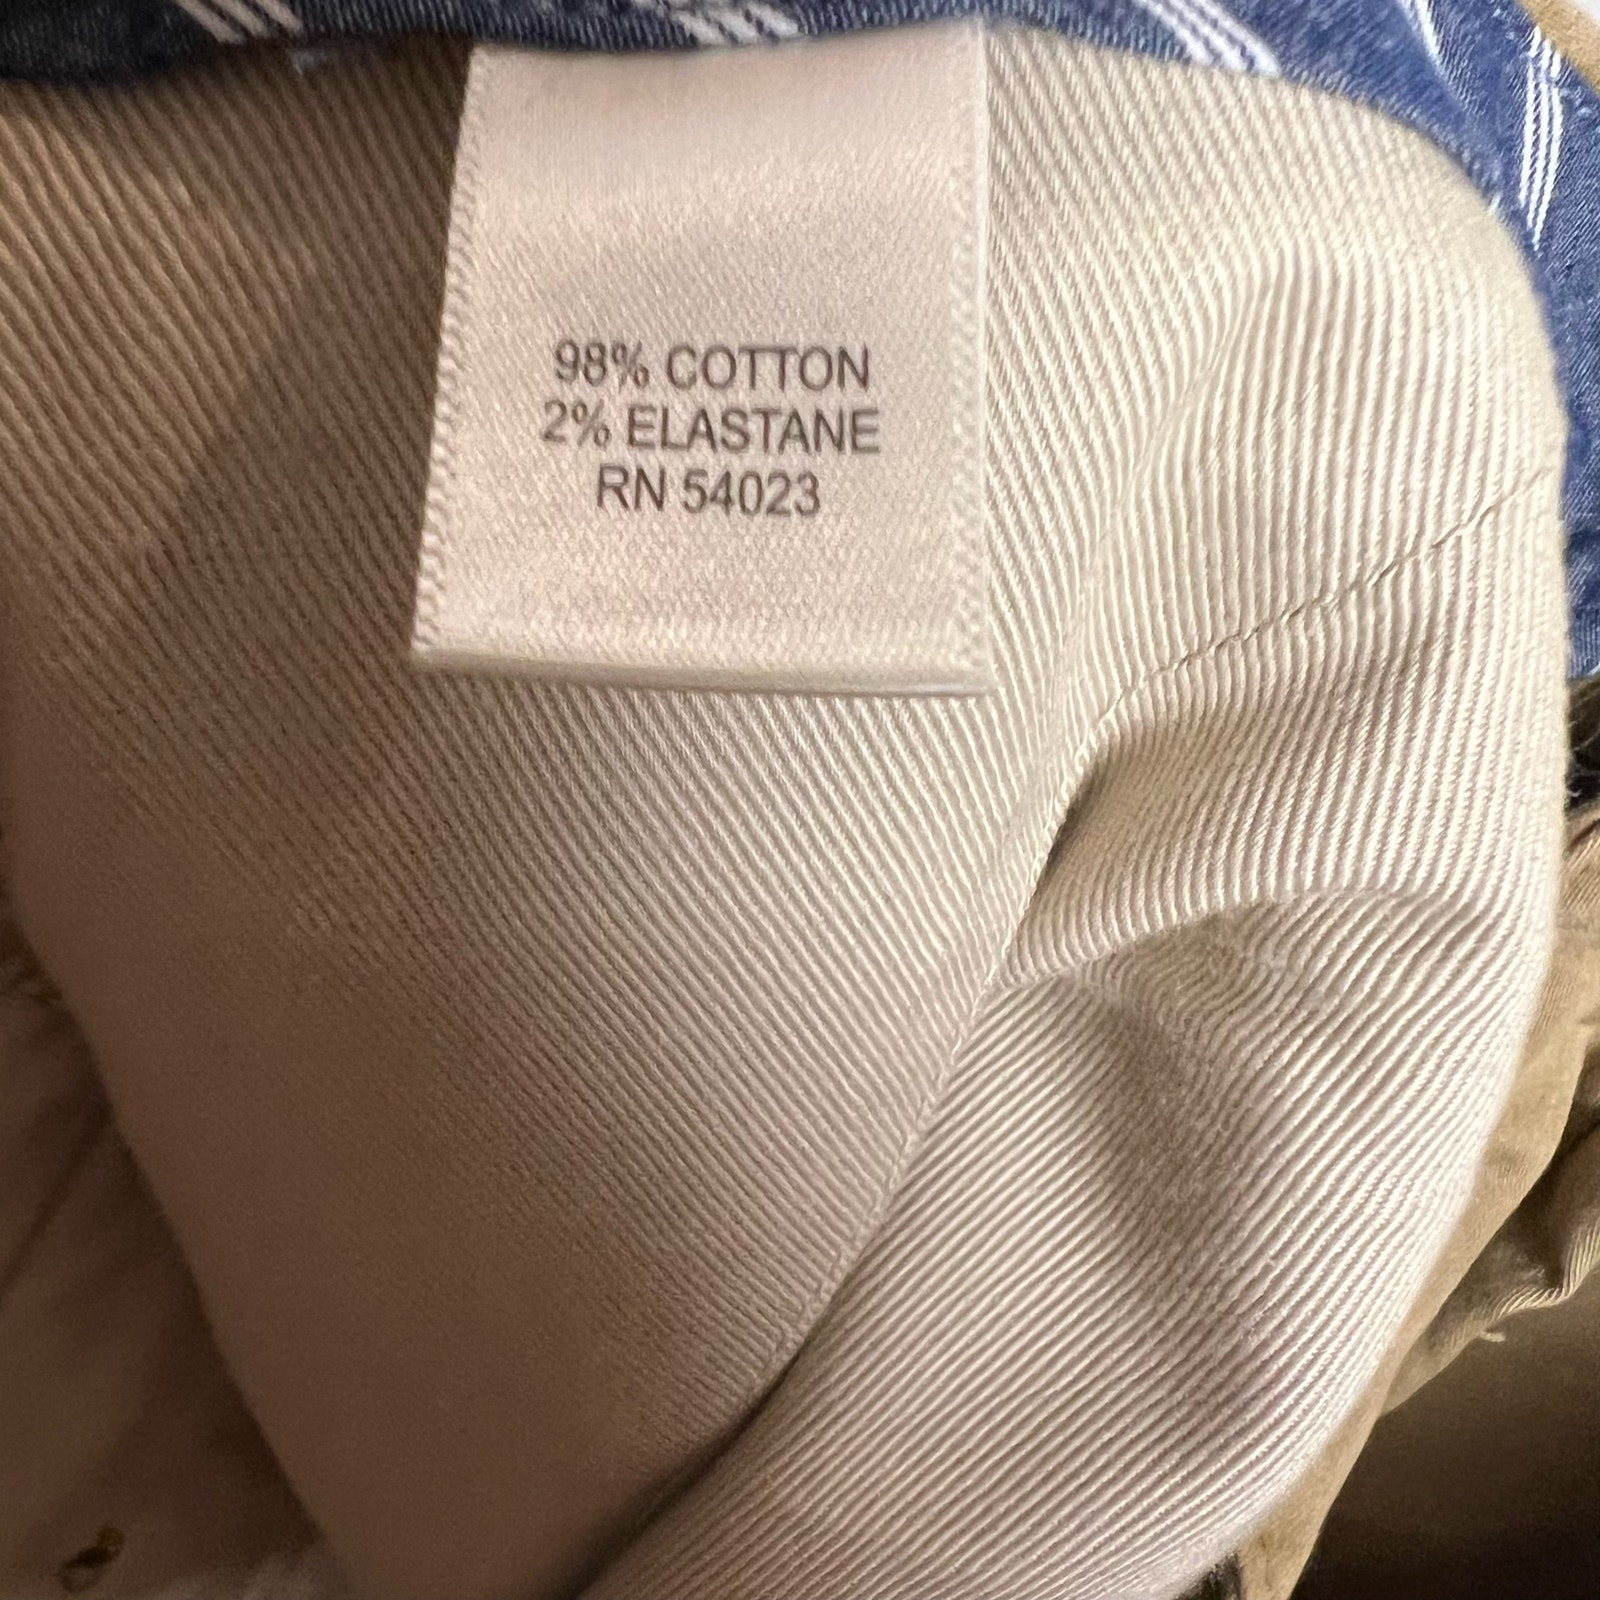 98% COTTON
2% ELASTANE
RN 54023